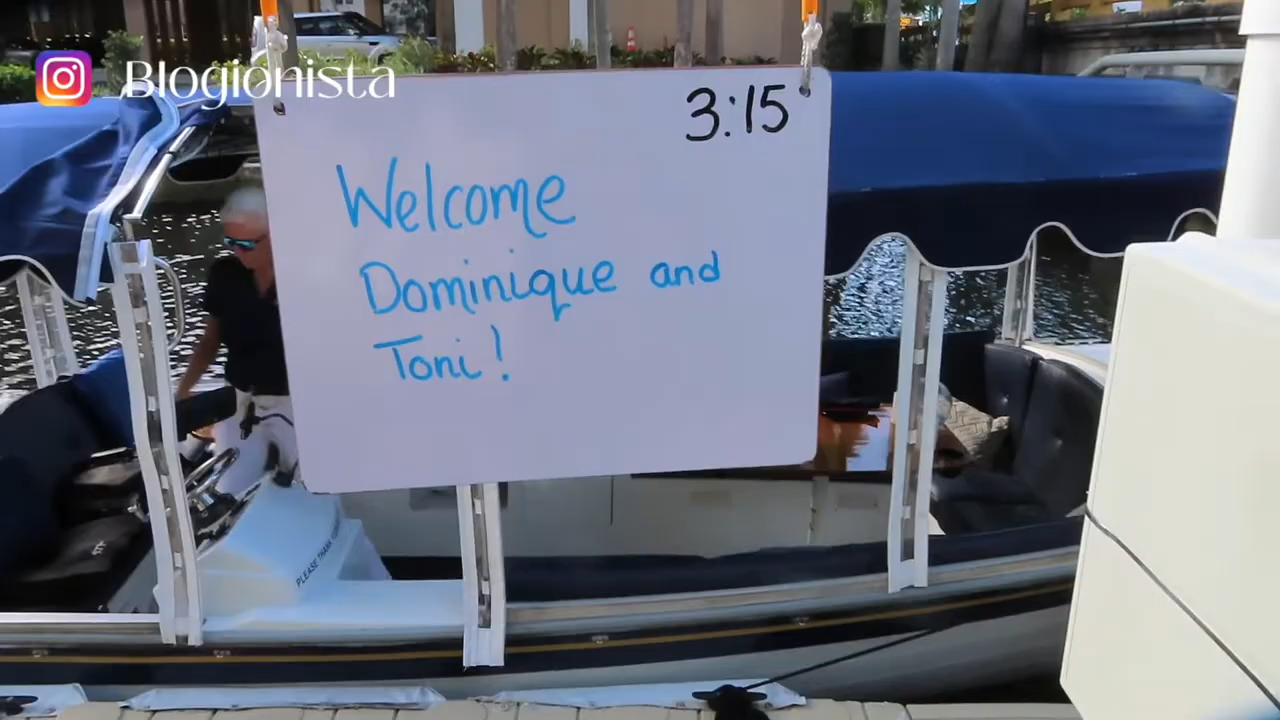 Blogionista
3:15
Welcome
Dominique and
Toni!
PLEASE THANK